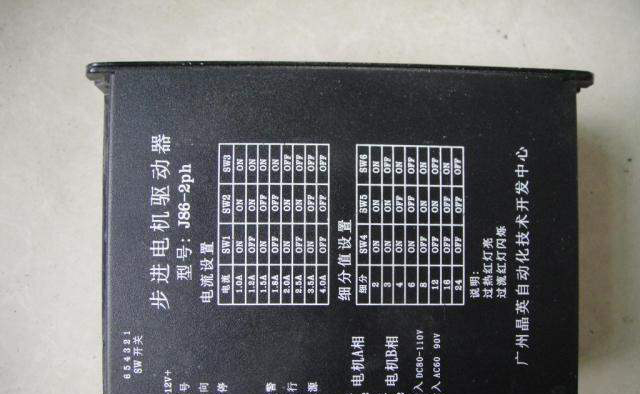 步进电机驱动器
型号: J86-2ph
电流设置
电流 SW1 SW2 SW3
1.0A ON ON ON
1.2A OFF ON ON
1.5A ON OFF ON
1.8A OFF OFF ON
2.0A ON ON OFF
2.5A OFF ON OFF
3.5A ON OFF OFF
4.0A OFF OFF OFF
细分值设置
细分 SW4 SW5 SW6
2 ON ON ON
3 ON ON OFF
4 ON OFF ON
6 ON OFF OFF
8 OFF ON ON
12 OFF ON OFF
16 OFF OFF ON
24 OFF OFF OFF
说明:
过热红灯亮
过流红灯闪烁
广州晶英自动化技术开发中心
6 5 4 3 2 1
SW开关
12V+
号
向
停
警
行
源
电机A相
电机B相
入 DC80-110V
入 AC60 90V